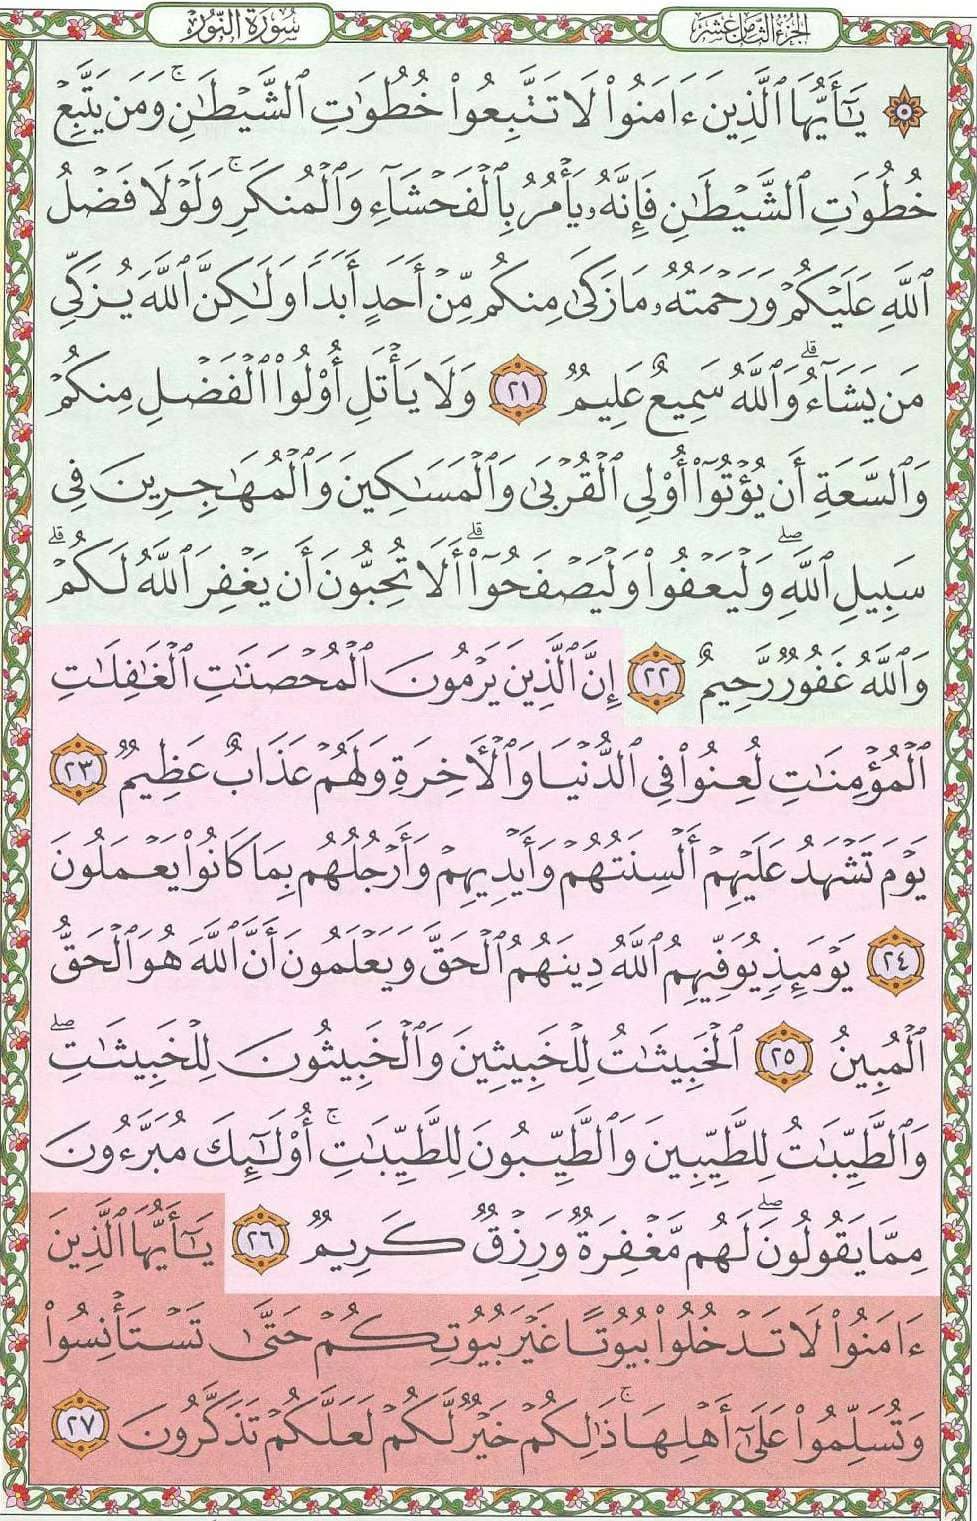 الجزء الثامن عشر
سورة النور
۞ يَـٰٓأَيُّهَا ٱلَّذِينَ ءَامَنُوا۟ لَا تَتَّبِعُوا۟ خُطُوَٰتِ ٱلشَّيْطَـٰنِ ۚ وَمَن يَتَّبِعْ
خُطُوَٰتِ ٱلشَّيْطَـٰنِ فَإِنَّهُۥ يَأْمُرُ بِٱلْفَحْشَآءِ وَٱلْمُنكَرِ ۚ وَلَوْلَا فَضْلُ
ٱللَّهِ عَلَيْكُمْ وَرَحْمَتُهُۥ مَا زَكَىٰ مِنكُم مِّنْ أَحَدٍ أَبَدًا وَلَـٰكِنَّ ٱللَّهَ يُزَكِّى
مَن يَشَآءُ ۗ وَٱللَّهُ سَمِيعٌ عَلِيمٌ ٢١ وَلَا يَأْتَلِ أُو۟لُوا۟ ٱلْفَضْلِ مِنكُمْ
وَٱلسَّعَةِ أَن يُؤْتُوٓا۟ أُو۟لِى ٱلْقُرْبَىٰ وَٱلْمَسَـٰكِينَ وَٱلْمُهَـٰجِرِينَ فِى
سَبِيلِ ٱللَّهِ ۖ وَلْيَعْفُوا۟ وَلْيَصْفَحُوٓا۟ ۗ أَلَا تُحِبُّونَ أَن يَغْفِرَ ٱللَّهُ لَكُمْ ۗ
وَٱللَّهُ غَفُورٌ رَّحِيمٌ ٢٢ إِنَّ ٱلَّذِينَ يَرْمُونَ ٱلْمُحْصَنَـٰتِ ٱلْغَـٰفِلَـٰتِ
ٱلْمُؤْمِنَـٰتِ لُعِنُوا۟ فِى ٱلدُّنْيَا وَٱلْـَٔاخِرَةِ وَلَهُمْ عَذَابٌ عَظِيمٌ ٢٣
يَوْمَ تَشْهَدُ عَلَيْهِمْ أَلْسِنَتُهُمْ وَأَيْدِيهِمْ وَأَرْجُلُهُم بِمَا كَانُوا۟ يَعْمَلُونَ
٢٤ يَوْمَئِذٍ يُوَفِّيهِمُ ٱللَّهُ دِينَهُمُ ٱلْحَقَّ وَيَعْلَمُونَ أَنَّ ٱللَّهَ هُوَ ٱلْحَقُّ
ٱلْمُبِينُ ٢٥ ٱلْخَبِيثَـٰتُ لِلْخَبِيثِينَ وَٱلْخَبِيثُونَ لِلْخَبِيثَـٰتِ ۖ
وَٱلطَّيِّبَـٰتُ لِلطَّيِّبِينَ وَٱلطَّيِّبُونَ لِلطَّيِّبَـٰتِ ۚ أُو۟لَـٰٓئِكَ مُبَرَّءُونَ
مِمَّا يَقُولُونَ ۖ لَهُم مَّغْفِرَةٌ وَرِزْقٌ كَرِيمٌ ٢٦ يَـٰٓأَيُّهَا ٱلَّذِينَ
ءَامَنُوا۟ لَا تَدْخُلُوا۟ بُيُوتًا غَيْرَ بُيُوتِكُمْ حَتَّىٰ تَسْتَأْنِسُوا۟
وَتُسَلِّمُوا۟ عَلَىٰٓ أَهْلِهَا ۚ ذَٰلِكُمْ خَيْرٌ لَّكُمْ لَعَلَّكُمْ تَذَكَّرُونَ ٢٧